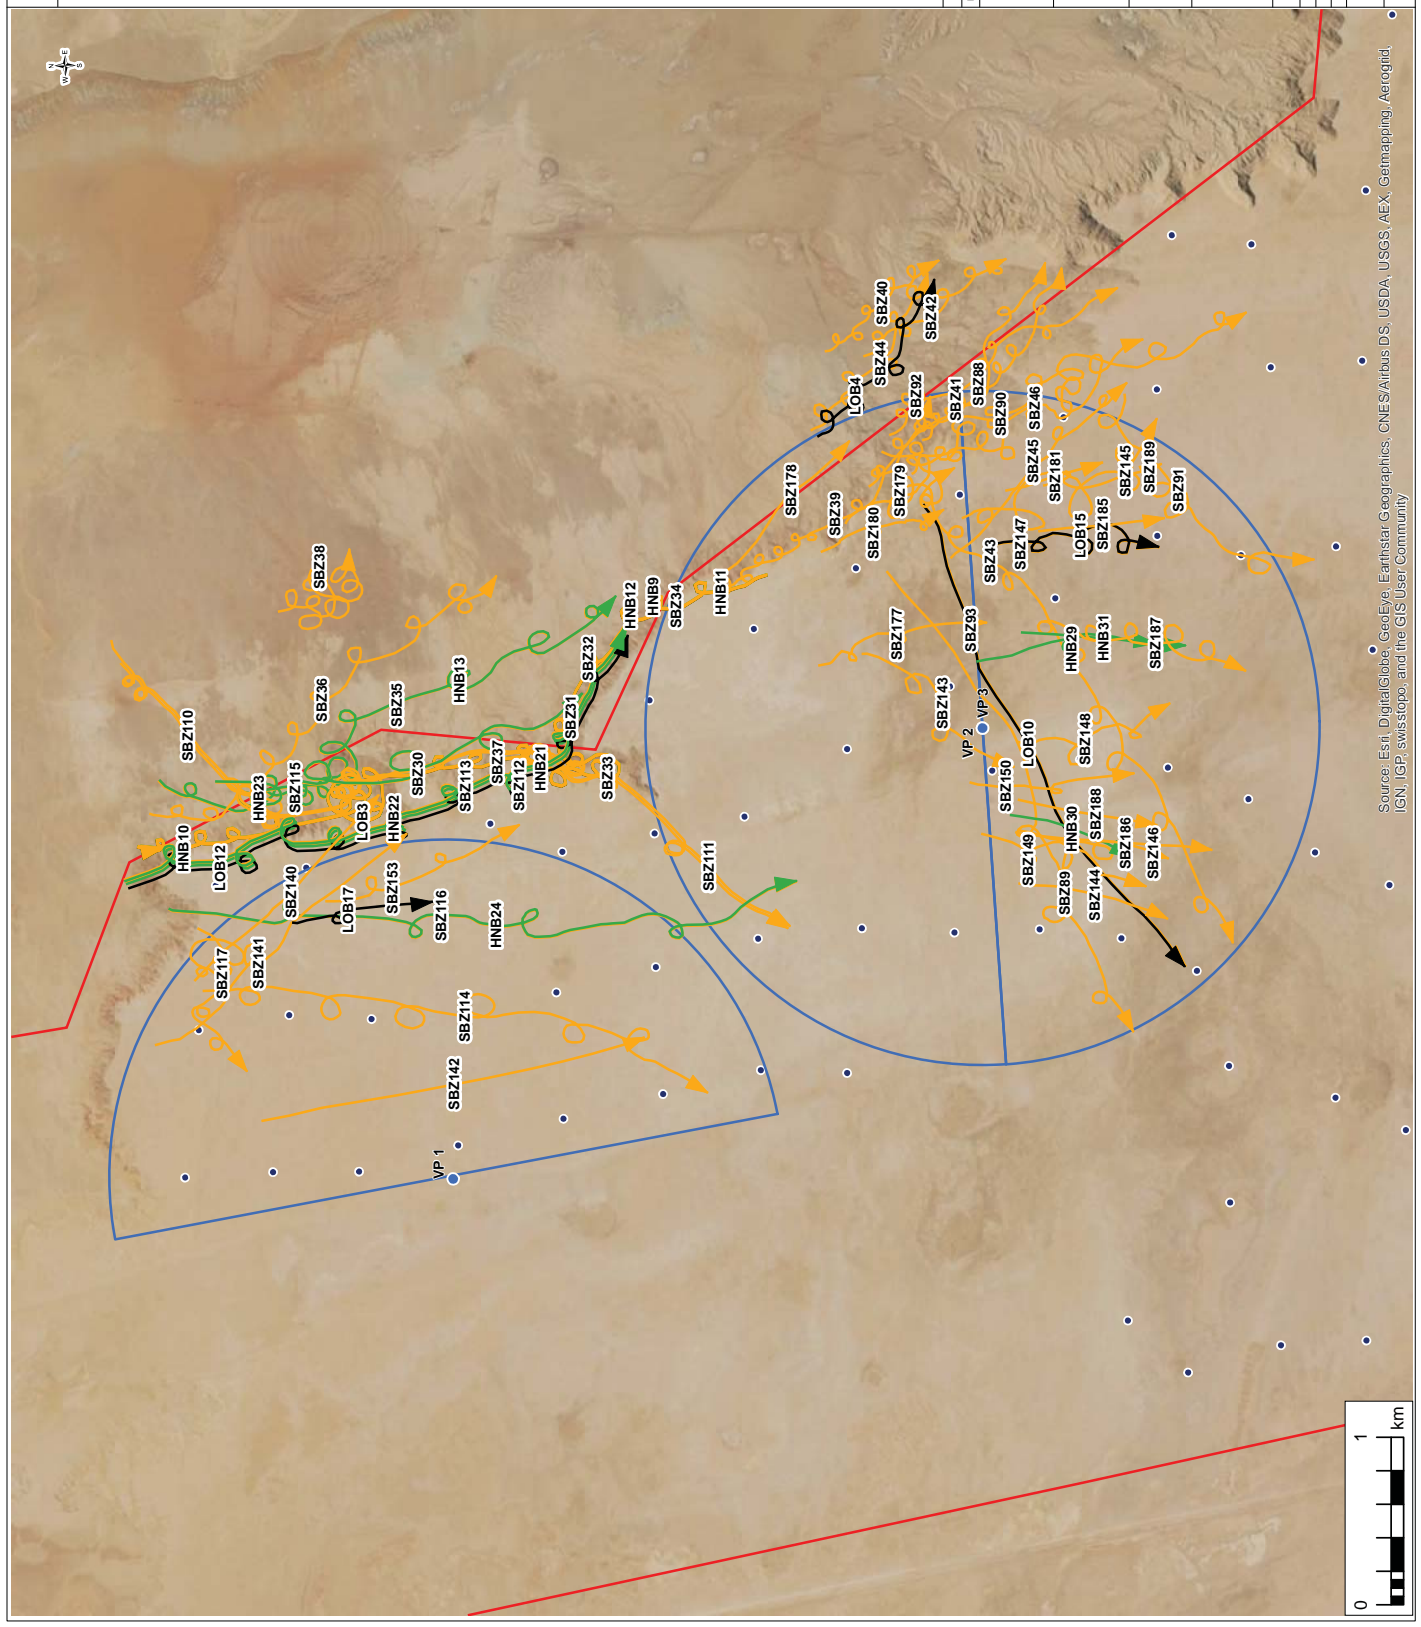 N
E
S
W
SBZ38
SBZ110
SBZ36
SBZ35
HNB13
HNB12
HNB9
SBZ34
HNB11
SBZ32
SBZ31
SBZ30
SBZ37
HNB21
SBZ112
SBZ113
SBZ33
SBZ115
HNB23
LOB3
HNB22
HNB10
LOB12
SBZ140
LOB17
SBZ153
SBZ116
HNB24
SBZ111
SBZ117
SBZ141
SBZ114
SBZ142
VP 1
SBZ40
SBZ42
SBZ44
LOB4
SBZ92
SBZ41
SBZ88
SBZ90
SBZ46
SBZ178
SBZ39
SBZ180
SBZ179
SBZ45
SBZ181
SBZ145
SBZ189
SBZ91
SBZ43
SBZ147
LOB15
SBZ185
SBZ177
SBZ93
HNB29
HNB31
SBZ187
SBZ143
VP 2
VP 3
LOB10
SBZ148
SBZ150
SBZ149
HNB30
SBZ188
SBZ186
SBZ146
SBZ89
SBZ144
0
1
km
Source: Esri, DigitalGlobe, GeoEye, Earthstar Geographics, CNES/Airbus DS, USDA, USGS, AEX, Getmapping, Aerogrid,
IGN, IGP, swisstopo, and the GIS User Community